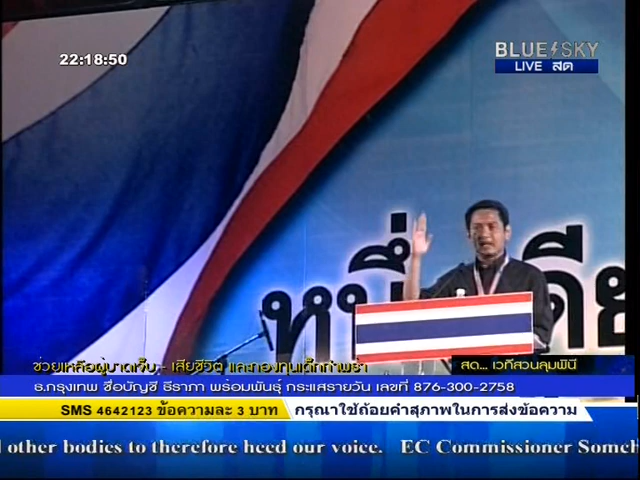 22:18:50
BLUE SKY
LIVE สด
หนึ่งเดีย
ช่วยเหลือผู้บาดเจ็บ - เสียชีวิต และกองทุนเด็กกำพร้า
สด... เวทีสวนลุมพินี
ธ.กรุงเทพ ชื่อบัญชี ธีราภา พร้อมพันธุ์ กระแสรายวัน เลขที่ 876-300-2758
SMS 4642123 ข้อความละ 3 บาท
กรุณาใช้ถ้อยคำสุภาพในการส่งข้อความ
other bodies to therefore heed our voice. EC Commissioner Somch